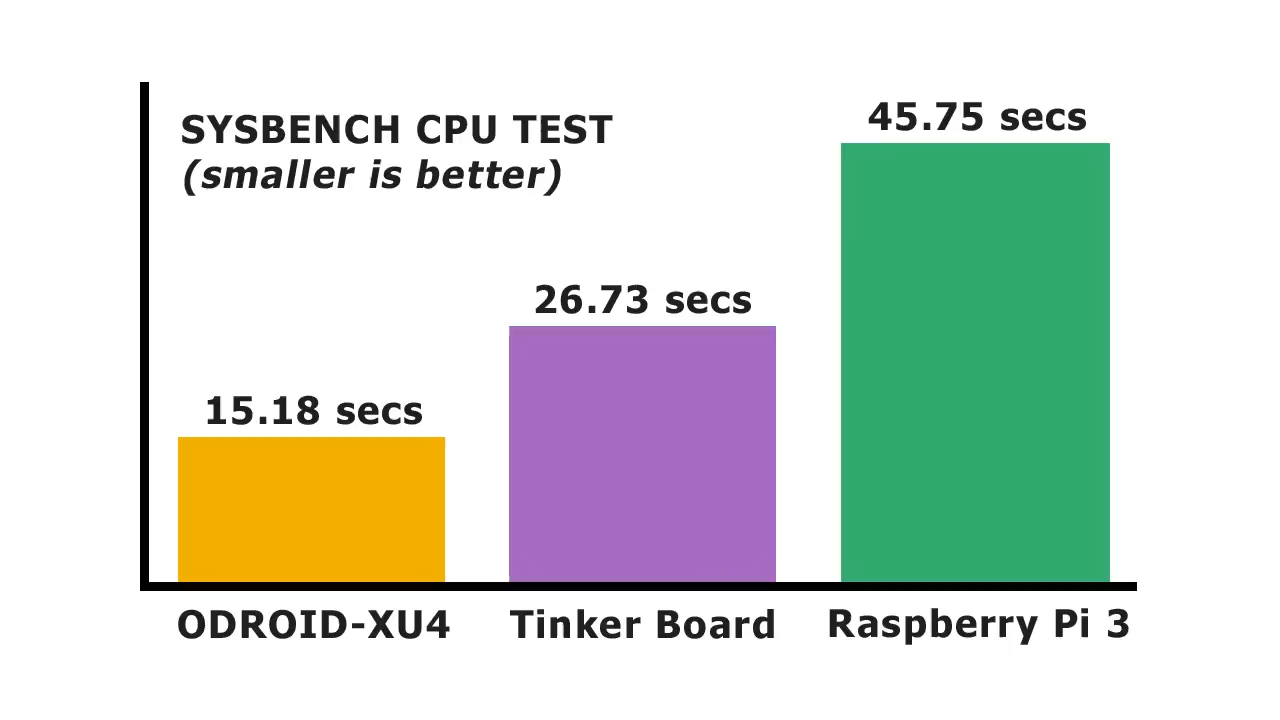 SYSBENCH CPU TEST
(smaller is better)
45.75 secs
26.73 secs
15.18 secs
ODROID-XU4
Tinker Board
Raspberry Pi 3